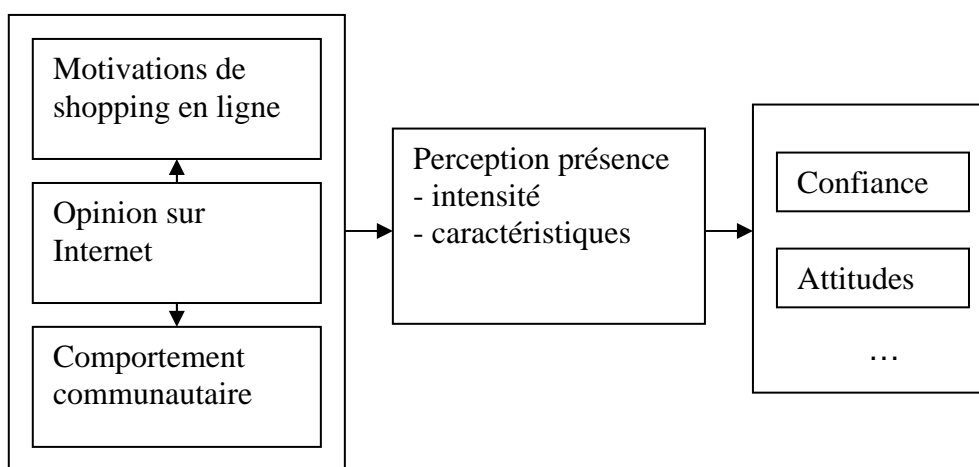 Motivations de
shopping en ligne
Opinion sur
Internet
Comportement
communautaire
Perception présence
- intensité
- caractéristiques
Confiance
Attitudes
…